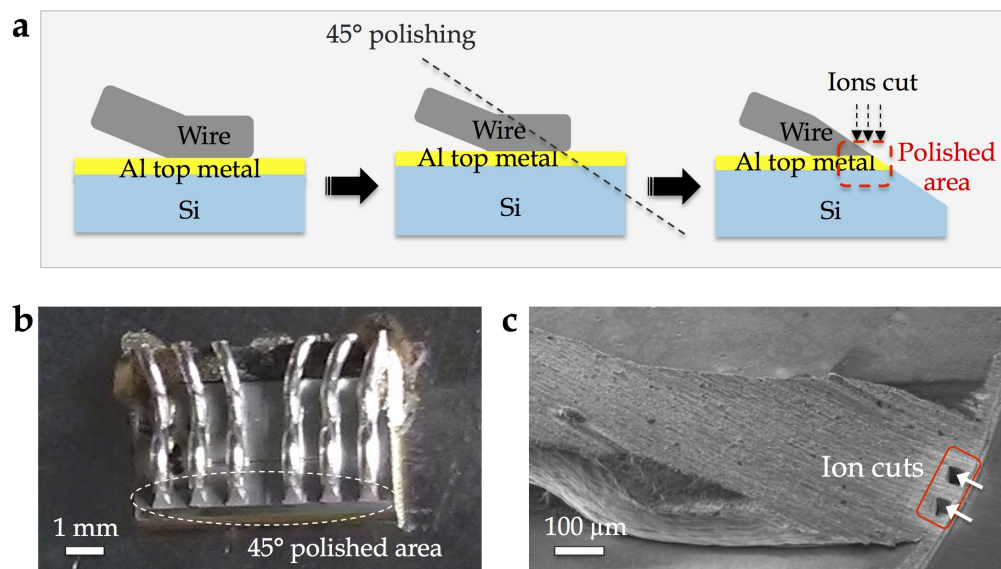 a
45° polishing
Ions cut
Wire
Wire
Wire
Al top metal
Al top metal
Al top metal
Polished
area
Si
Si
Si
b
1 mm
45° polished area
c
Ion cuts
100 µm